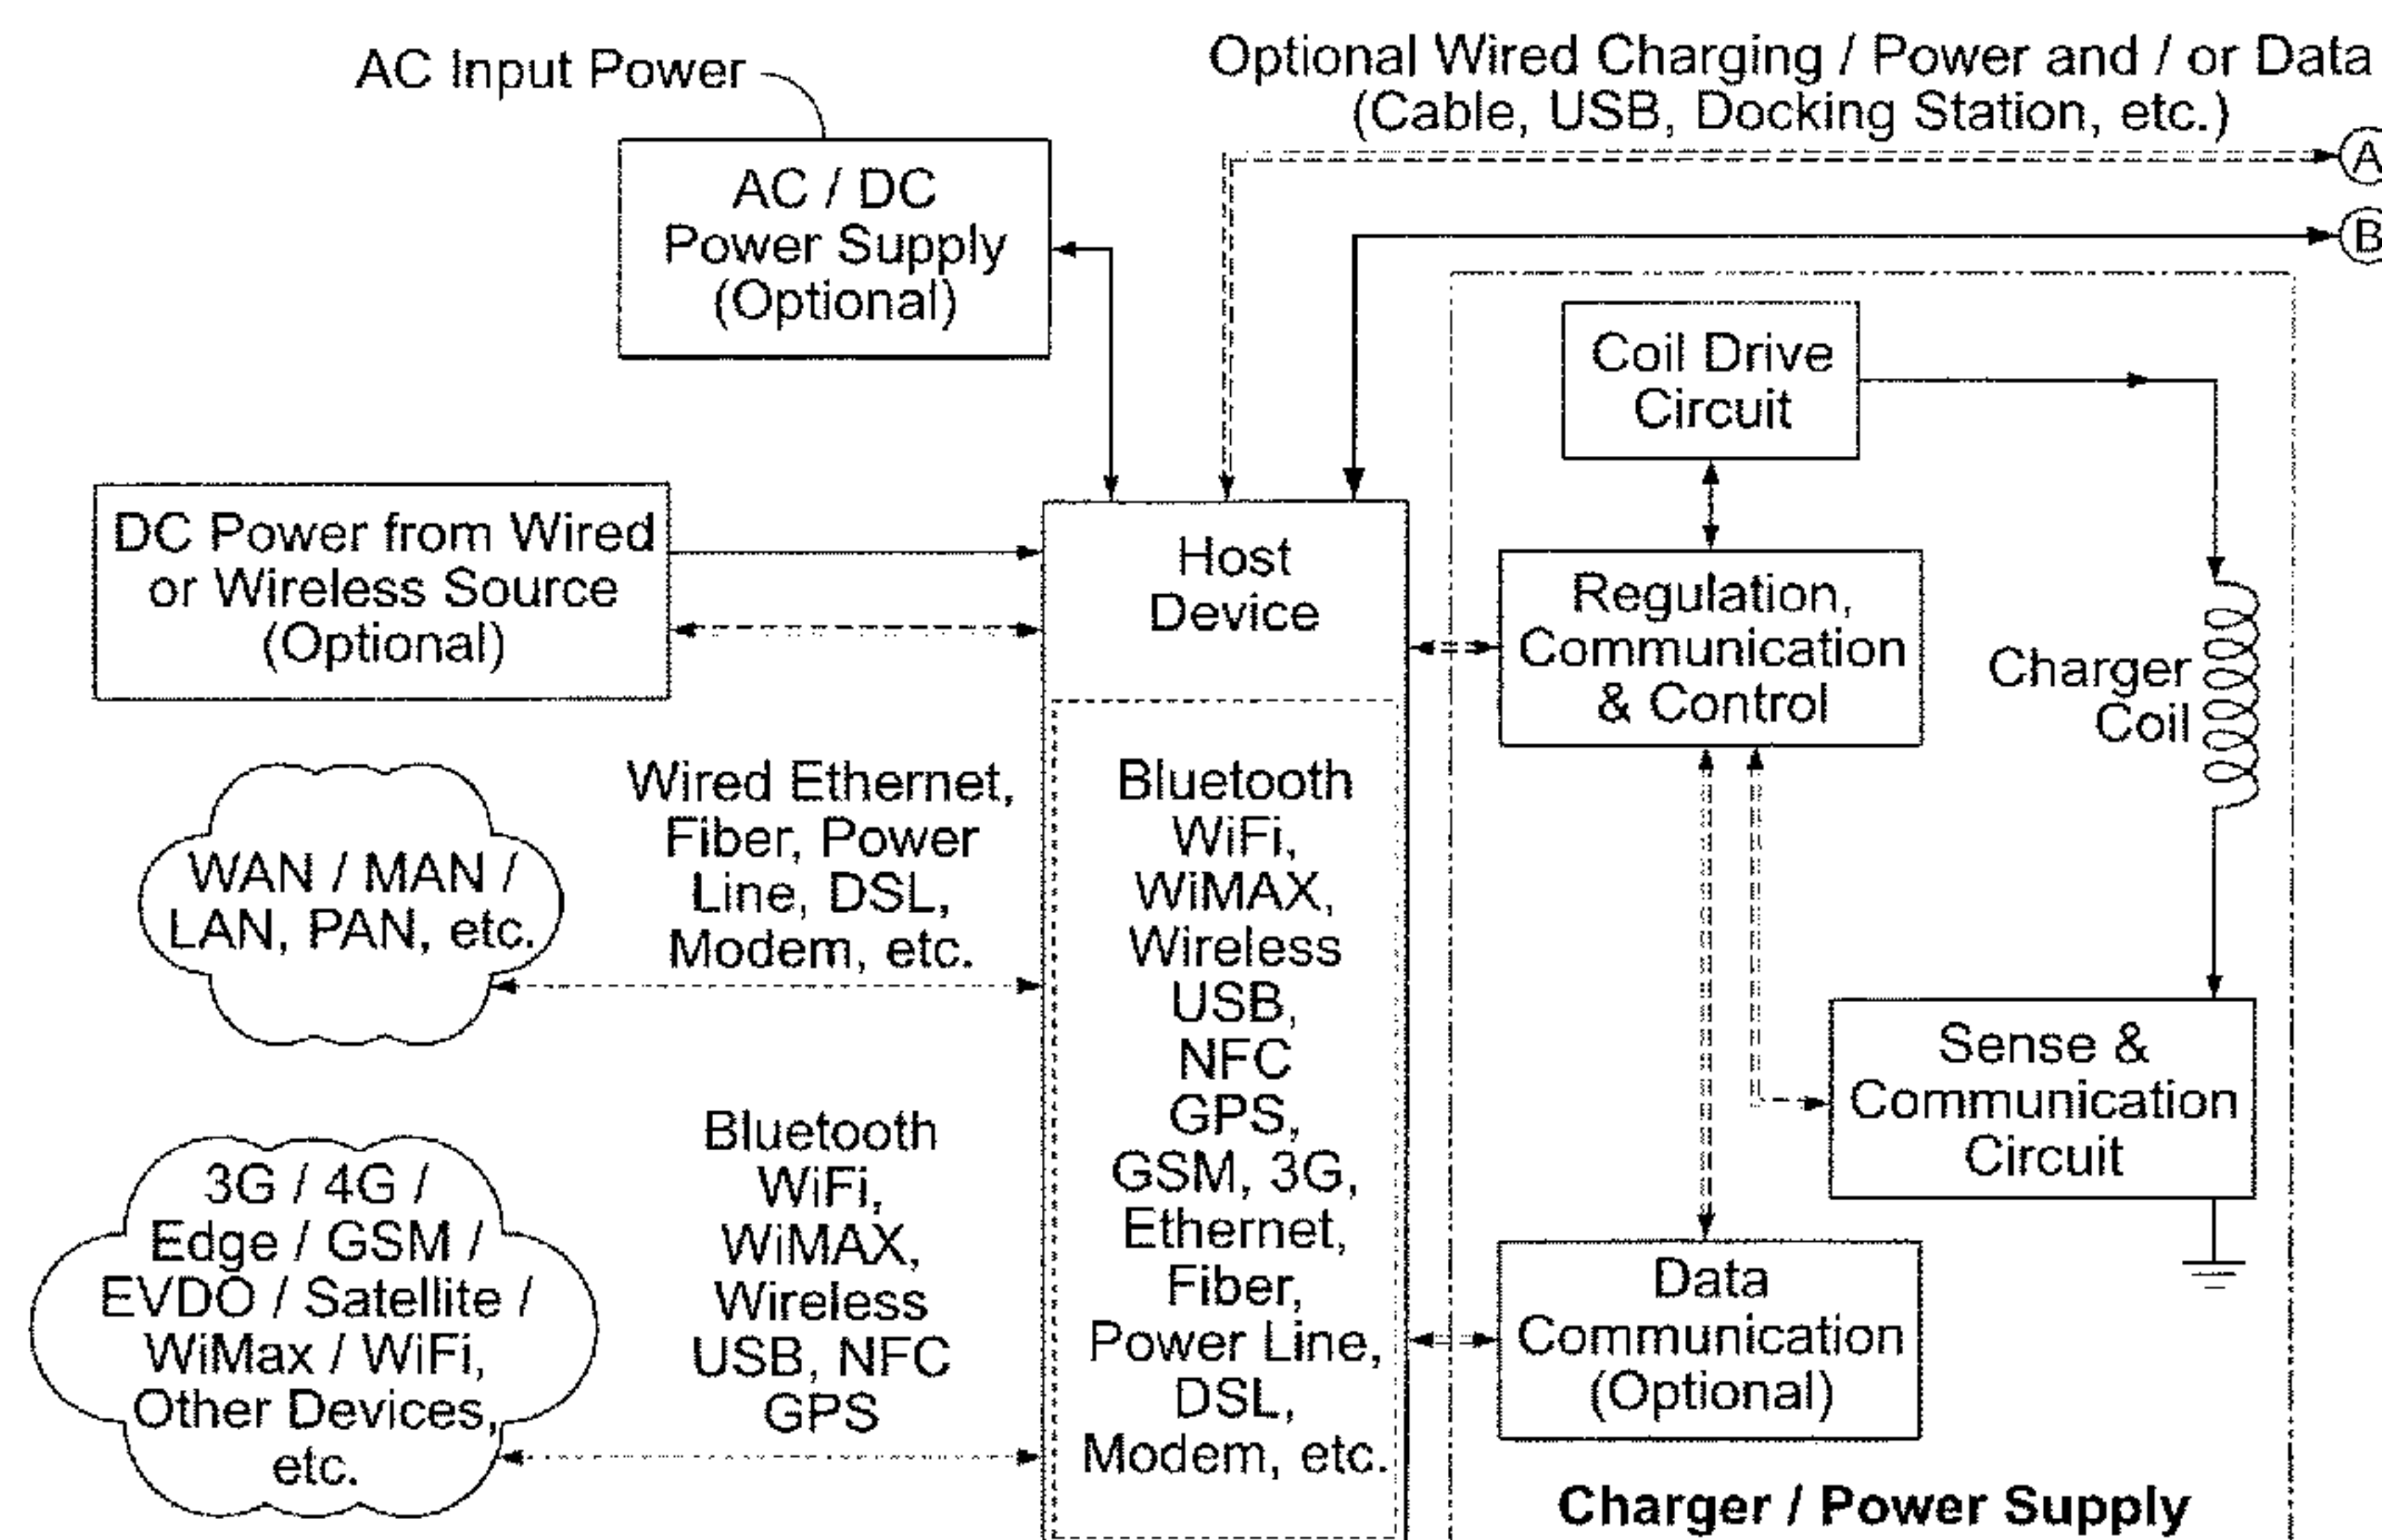 AC Input Power
Optional Wired Charging / Power and / or Data
(Cable, USB, Docking Station, etc.)
A
B
AC / DC
Power Supply
(Optional)
Coil Drive
Circuit
DC Power from Wired
or Wireless Source
(Optional)
Host
Device
Regulation,
Communication
& Control
Charger
Coil
WAN / MAN /
LAN, PAN, etc.
Wired Ethernet,
Fiber, Power
Line, DSL,
Modem, etc.
Bluetooth
WiFi,
WiMAX,
Wireless
USB,
NFC
GPS,
GSM, 3G,
Ethernet,
Fiber,
Power Line,
DSL,
Modem, etc.
Sense &
Communication
Circuit
3G / 4G /
Edge / GSM /
EVDO / Satellite /
WiMax / WiFi,
Other Devices,
etc.
Bluetooth
WiFi,
WiMAX,
Wireless
USB, NFC
GPS
Data
Communication
(Optional)
Charger / Power Supply